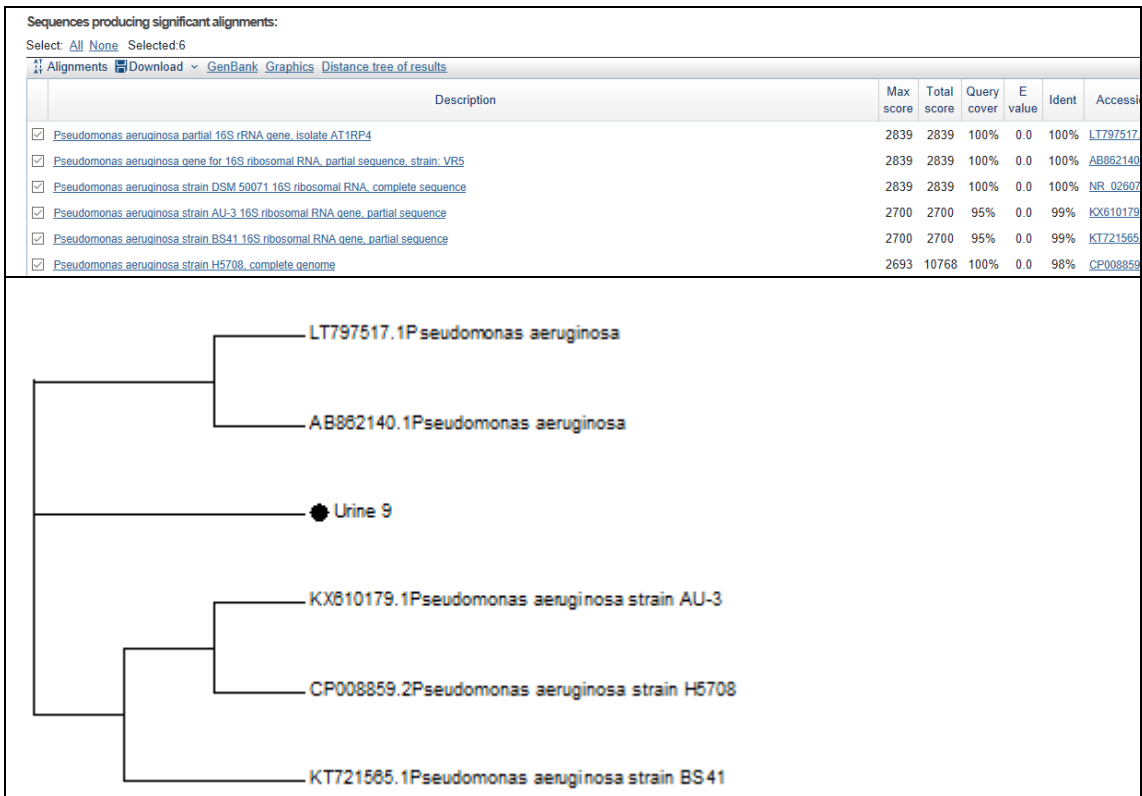 Sequences producing significant alignments:
Select: All None Selected:6
Alignments Download GenBank Graphics Distance tree of results
Description Max score Total score Query cover E value Ident Accessi
Pseudomonas aeruginosa partial 16S rRNA gene, isolate AT1RP4 2839 2839 100% 0.0 100% LT797517.
Pseudomonas aeruginosa gene for 16S ribosomal RNA, partial sequence, strain: VR5 2839 2839 100% 0.0 100% AB862140
Pseudomonas aeruginosa strain DSM 50071 16S ribosomal RNA, complete sequence 2839 2839 100% 0.0 100% NR_02607
Pseudomonas aeruginosa strain AU-3 16S ribosomal RNA gene, partial sequence 2700 2700 95% 0.0 99% KX610179
Pseudomonas aeruginosa strain BS41 16S ribosomal RNA gene, partial sequence 2700 2700 95% 0.0 99% KT721565.
Pseudomonas aeruginosa strain H5708, complete genome 2693 10768 100% 0.0 98% CP008859
LT797517.1Pseudomonas aeruginosa
AB862140.1Pseudomonas aeruginosa
Urine 9
KX610179.1Pseudomonas aeruginosa strain AU-3
CP008859.2Pseudomonas aeruginosa strain H5708
KT721565.1Pseudomonas aeruginosa strain BS41